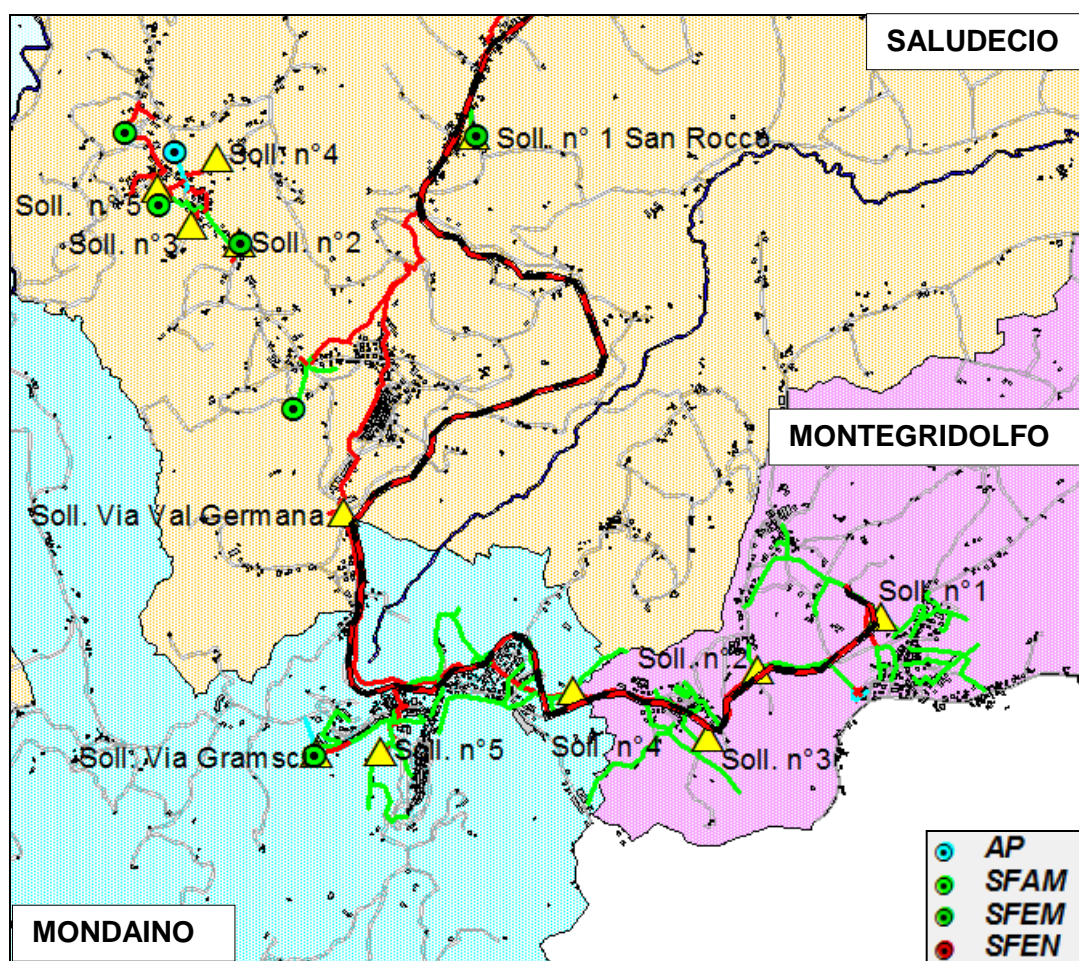 SALUDECIO
Soll. n° 1 San Rocco
Soll. n°4
Soll. n°5
Soll. n°3
Soll. n°2
MONTEGRIDOLFO
Soll. Via Val Germana
Soll. n°1
Soll. n°2
Soll. n°4
Soll. n°3
Soll. Via Gramsc
Soll. n°5
MONDAINO
AP
SFAM
SFEM
SFEN